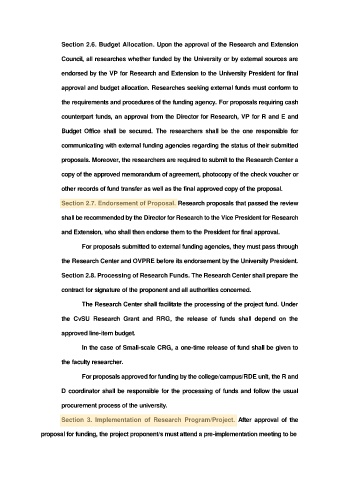 Section 2.6. Budget Allocation. Upon the approval of the Research and Extension
Council, all researches whether funded by the University or by external sources are
endorsed by the VP for Research and Extension to the University President for final
approval and budget allocation. Researches seeking external funds must conform to
the requirements and procedures of the funding agency. For proposals requiring cash
counterpart funds, an approval from the Director for Research, VP for R and E and
Budget Office shall be secured. The researchers shall be the one responsible for
communicating with external funding agencies regarding the status of their submitted
proposals. Moreover, the researchers are required to submit to the Research Center a
copy of the approved memorandum of agreement, photocopy of the check voucher or
other records of fund transfer as well as the final approved copy of the proposal.
Section 2.7. Endorsement of Proposal. Research proposals that passed the review
shall be recommended by the Director for Research to the Vice President for Research
and Extension, who shall then endorse them to the President for final approval.
For proposals submitted to external funding agencies, they must pass through
the Research Center and OVPRE before its endorsement by the University President.
Section 2.8. Processing of Research Funds. The Research Center shall prepare the
contract for signature of the proponent and all authorities concerned.
The Research Center shall facilitate the processing of the project fund. Under
the CvSU Research Grant and RRG, the release of funds shall depend on the
approved line-item budget.
In the case of Small-scale CRG, a one-time release of fund shall be given to
the faculty researcher.
For proposals approved for funding by the college/campus/RDE unit, the R and
D coordinator shall be responsible for the processing of funds and follow the usual
procurement process of the university.
Section 3. Implementation of Research Program/Project. After approval of the
proposal for funding, the project proponent/s must attend a pre-implementation meeting to be